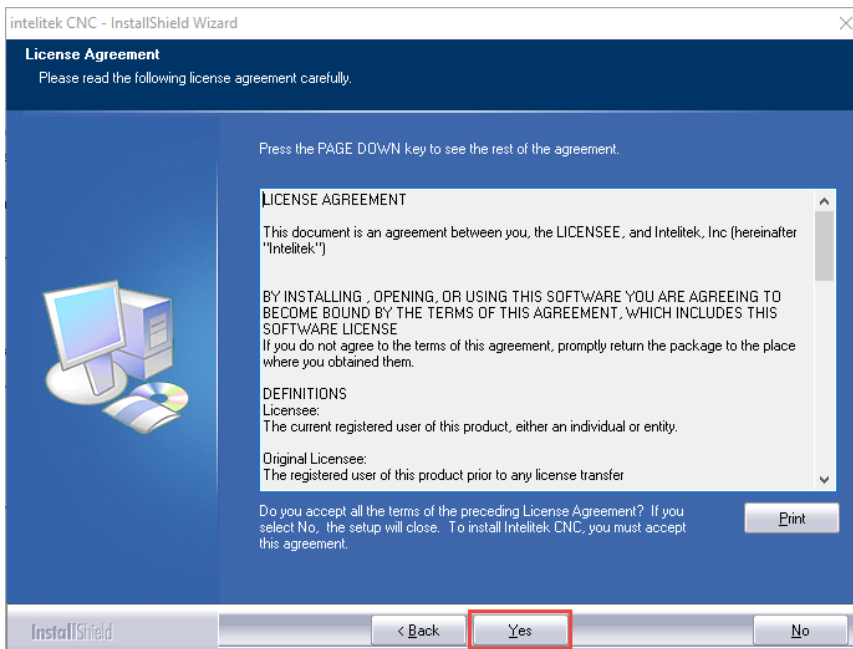 intelitek CNC - InstallShield Wizard
License Agreement
Please read the following license agreement carefully.
Press the PAGE DOWN key to see the rest of the agreement.
LICENSE AGREEMENT
This document is an agreement between you, the LICENSEE, and Intelitek, Inc (hereinafter
"Intelitek")
BY INSTALLING , OPENING, OR USING THIS SOFTWARE YOU ARE AGREEING TO
BECOME BOUND BY THE TERMS OF THIS AGREEMENT, WHICH INCLUDES THIS
SOFTWARE LICENSE
If you do not agree to the terms of this agreement, promptly return the package to the place
where you obtained them.
DEFINITIONS
Licensee:
The current registered user of this product, either an individual or entity.
Original Licensee:
The registered user of this product prior to any license transfer
Do you accept all the terms of the preceding License Agreement? If you
select No, the setup will close. To install Intelitek CNC, you must accept
this agreement.
Print
InstallShield
< Back
Yes
No